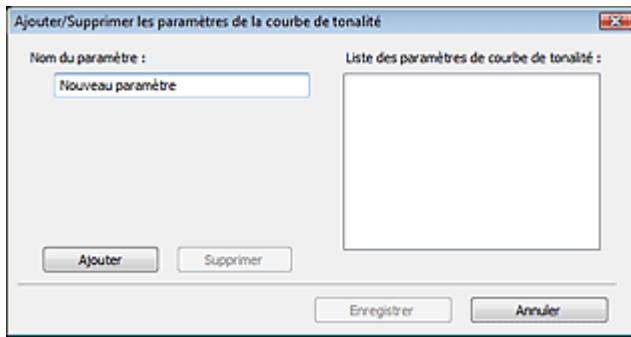 Ajouter/Supprimer les paramètres de la courbe de tonalité
Nom du paramètre :
Nouveau paramètre
Liste des paramètres de courbe de tonalité :
Ajouter
Supprimer
Enregistrer
Annuler